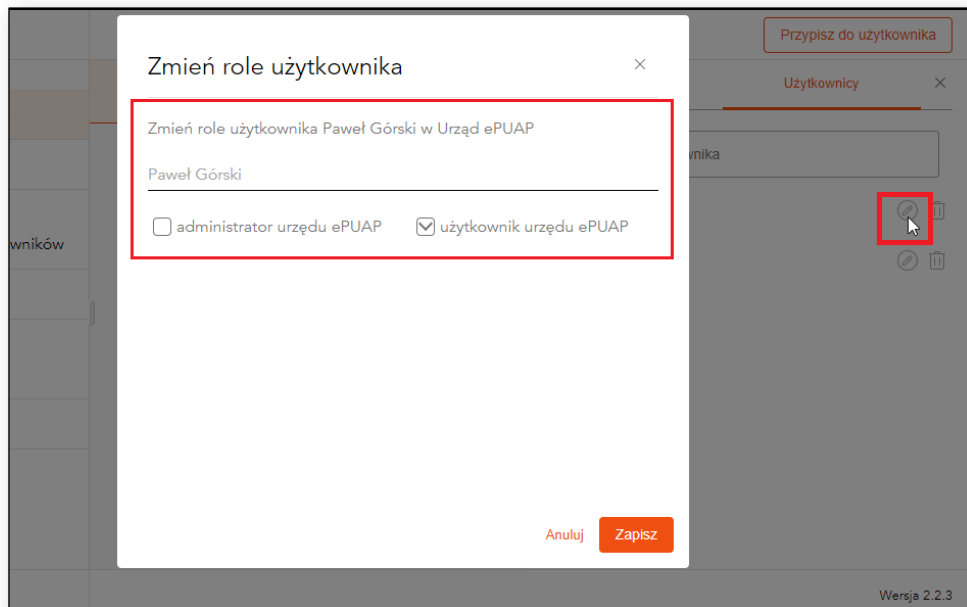 Przypisz do użytkownika
Zmień role użytkownika
Użytkownicy
Zmień role użytkownika Paweł Górski w Urząd ePUAP
Paweł Górski
administrator urzędu ePUAP
użytkownik urzędu ePUAP
wników
vnika
Anuluj
Zapisz
Wersja 2.2.3